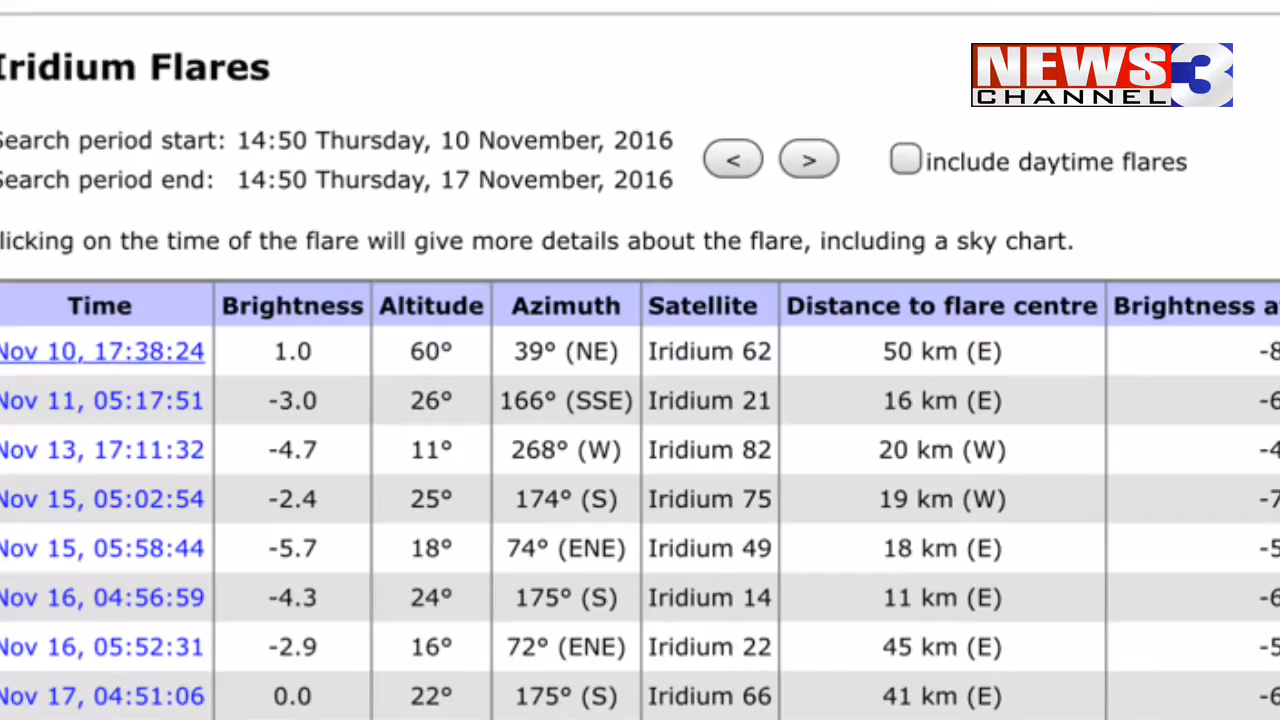 Iridium Flares
NEWS 3
CHANNEL
Search period start: 14:50 Thursday, 10 November, 2016
Search period end: 14:50 Thursday, 17 November, 2016
< > include daytime flares
licking on the time of the flare will give more details about the flare, including a sky chart.
Time Brightness Altitude Azimuth Satellite Distance to flare centre Brightness a
Nov 10, 17:38:24 1.0 60° 39° (NE) Iridium 62 50 km (E) -8
Nov 11, 05:17:51 -3.0 26° 166° (SSE) Iridium 21 16 km (E) -6
Nov 13, 17:11:32 -4.7 11° 268° (W) Iridium 82 20 km (W) -4
Nov 15, 05:02:54 -2.4 25° 174° (S) Iridium 75 19 km (W) -7
Nov 15, 05:58:44 -5.7 18° 74° (ENE) Iridium 49 18 km (E) -5
Nov 16, 04:56:59 -4.3 24° 175° (S) Iridium 14 11 km (E) -6
Nov 16, 05:52:31 -2.9 16° 72° (ENE) Iridium 22 45 km (E) -5
Nov 17, 04:51:06 0.0 22° 175° (S) Iridium 66 41 km (E) -6